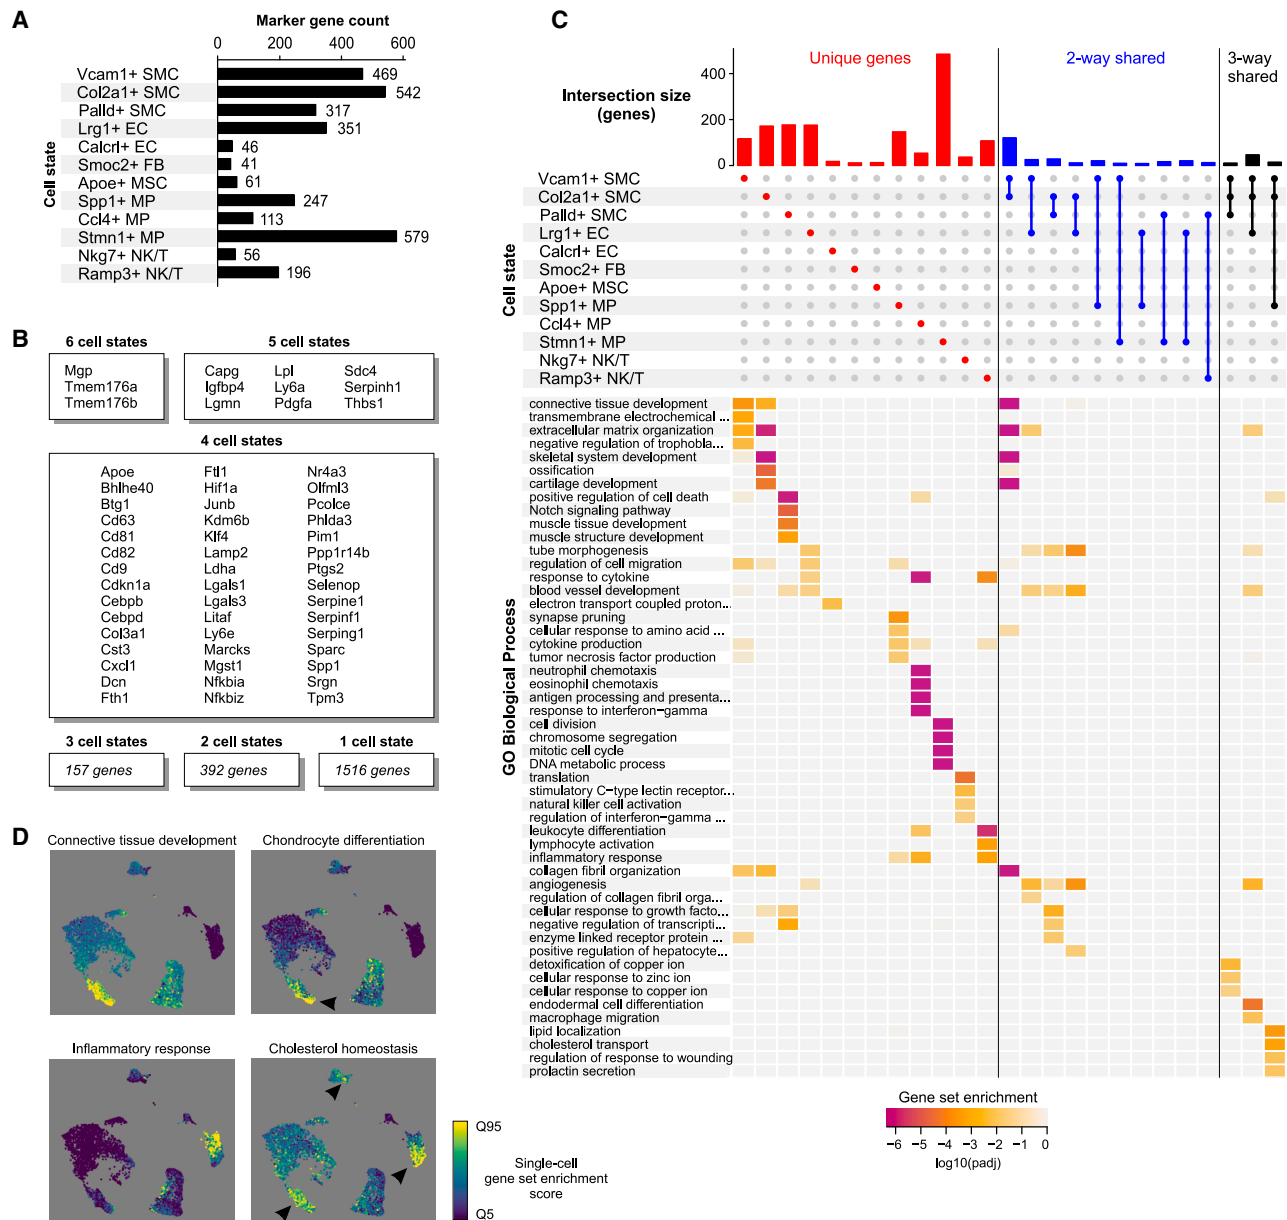 A
Marker gene count
0 200 400 600
Cell state
Vcam1+ SMC 469
Col2a1+ SMC 542
Palld+ SMC 317
Lrg1+ EC 351
Calcrl+ EC 46
Smoc2+ FB 41
Apoe+ MSC 61
Spp1+ MP 247
Ccl4+ MP 113
Stmn1+ MP 579
Nkg7+ NK/T 56
Ramp3+ NK/T 196
B
6 cell states
Mgp
Tmem176a
Tmem176b
5 cell states
Capg Lpl Sdc4
Igfbp4 Ly6a Serpinh1
Lgmn Pdgfa Thbs1
4 cell states
Apoe Ftl1 Nr4a3
Bhlhe40 Hif1a Olfml3
Btg1 Junb Pcolce
Cd63 Kdm6b Phlda3
Cd81 Klf4 Pim1
Cd82 Lamp2 Ppp1r14b
Cd9 Ldha Ptgs2
Cdkn1a Lgals1 Selenop
Cebpb Lgals3 Serpine1
Cebpd Litaf Serpinf1
Col3a1 Ly6e Serping1
Cst3 Marcks Sparc
Cxcl1 Mgst1 Spp1
Dcn Nfkbia Srgn
Fth1 Nfkbiz Tpm3
3 cell states
157 genes
2 cell states
392 genes
1 cell state
1516 genes
C
Unique genes
2-way shared
3-way
shared
Intersection size
(genes)
400
200
0
Cell state
Vcam1+ SMC
Col2a1+ SMC
Palld+ SMC
Lrg1+ EC
Calcrl+ EC
Smoc2+ FB
Apoe+ MSC
Spp1+ MP
Ccl4+ MP
Stmn1+ MP
Nkg7+ NK/T
Ramp3+ NK/T
GO Biological Process
connective tissue development
transmembrane electrochemical ...
extracellular matrix organization
negative regulation of trophobla...
skeletal system development
ossification
cartilage development
positive regulation of cell death
Notch signaling pathway
muscle tissue development
muscle structure development
tube morphogenesis
regulation of cell migration
response to cytokine
blood vessel development
electron transport coupled proton...
synapse pruning
cellular response to amino acid ...
cytokine production
tumor necrosis factor production
neutrophil chemotaxis
eosinophil chemotaxis
antigen processing and presenta...
response to interferon−gamma
cell division
chromosome segregation
mitotic cell cycle
DNA metabolic process
translation
stimulatory C−type lectin receptor...
natural killer cell activation
regulation of interferon−gamma ...
leukocyte differentiation
lymphocyte activation
inflammatory response
collagen fibril organization
angiogenesis
regulation of collagen fibril orga...
cellular response to growth facto...
negative regulation of transcripti...
enzyme linked receptor protein ...
positive regulation of hepatocyte...
detoxification of copper ion
cellular response to zinc ion
cellular response to copper ion
endodermal cell differentiation
macrophage migration
lipid localization
cholesterol transport
regulation of response to wounding
prolactin secretion
Gene set enrichment
−6 −5 −4 −3 −2 −1 0
log10(padj)
D
Connective tissue development
Chondrocyte differentiation
Inflammatory response
Cholesterol homeostasis
Q95
Single-cell
gene set enrichment
score
Q5